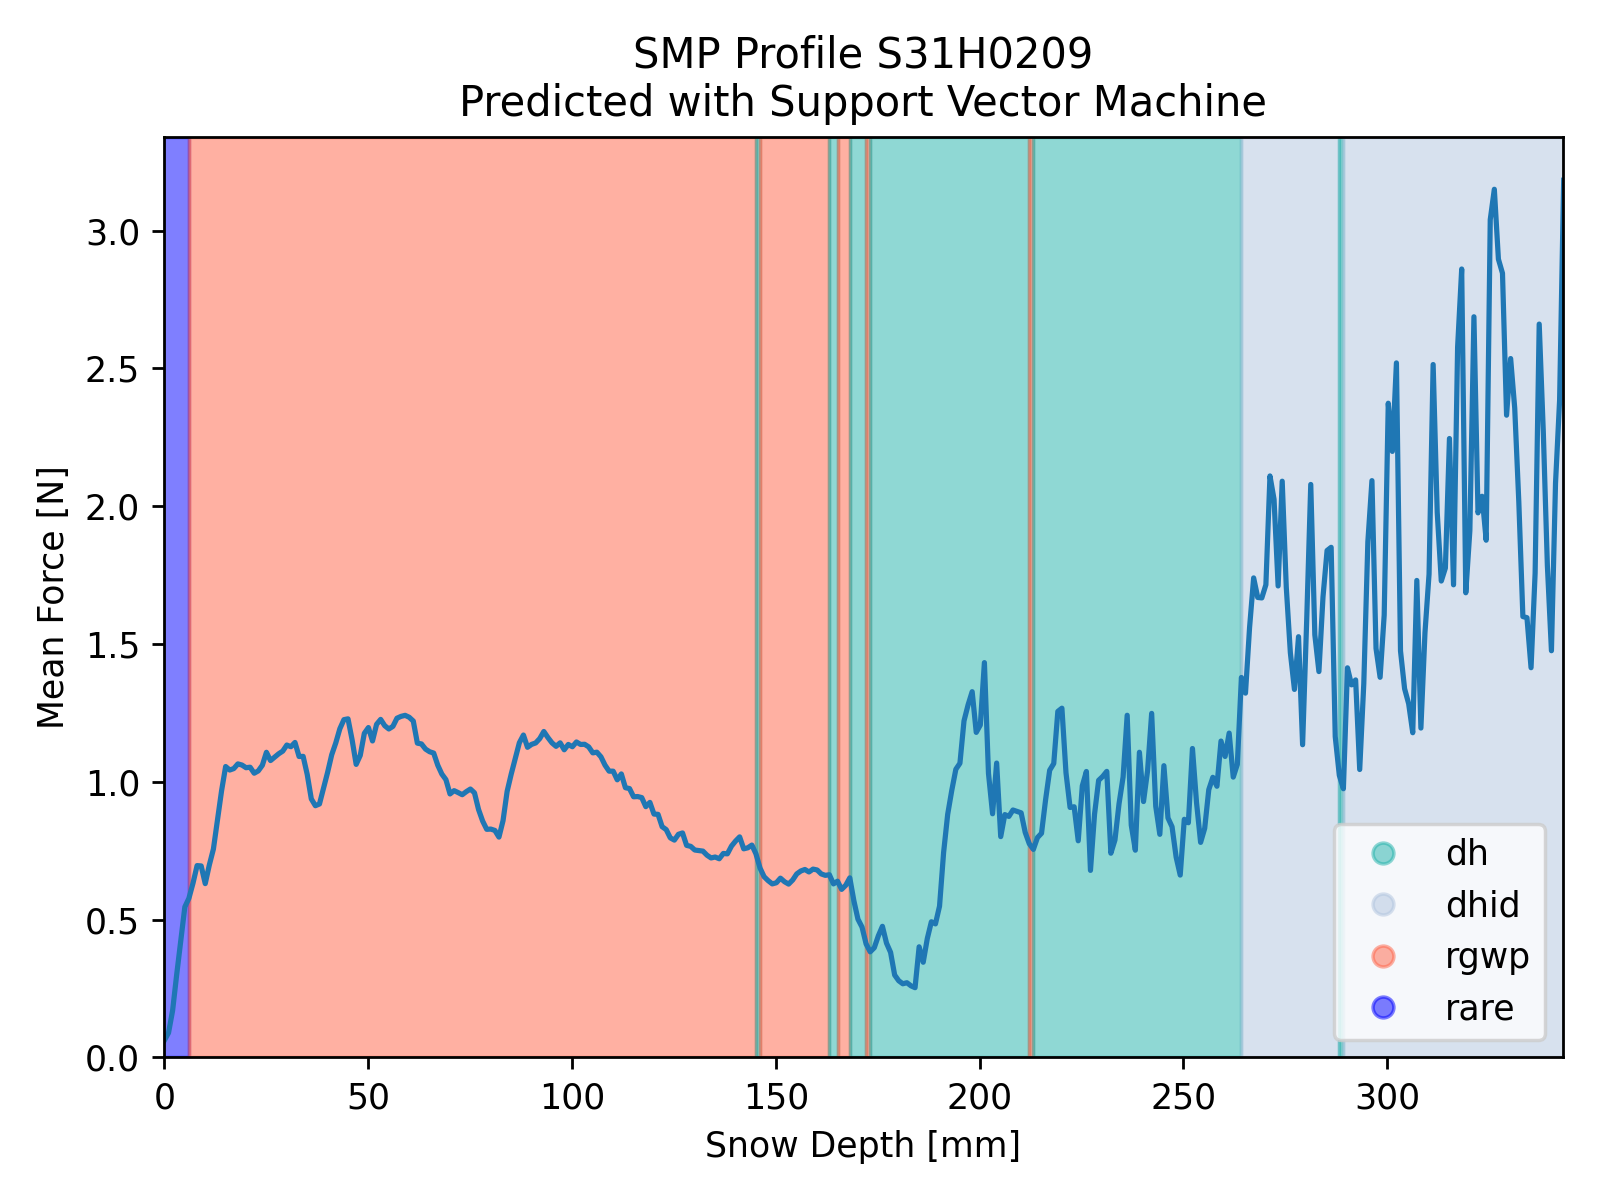 SMP Profile S31H0209
Predicted with Support Vector Machine
Mean Force [N]
3.0
2.5
2.0
1.5
1.0
0.5
0.0
0 50 100 150 200 250 300
Snow Depth [mm]
dh
dhid
rgwp
rare